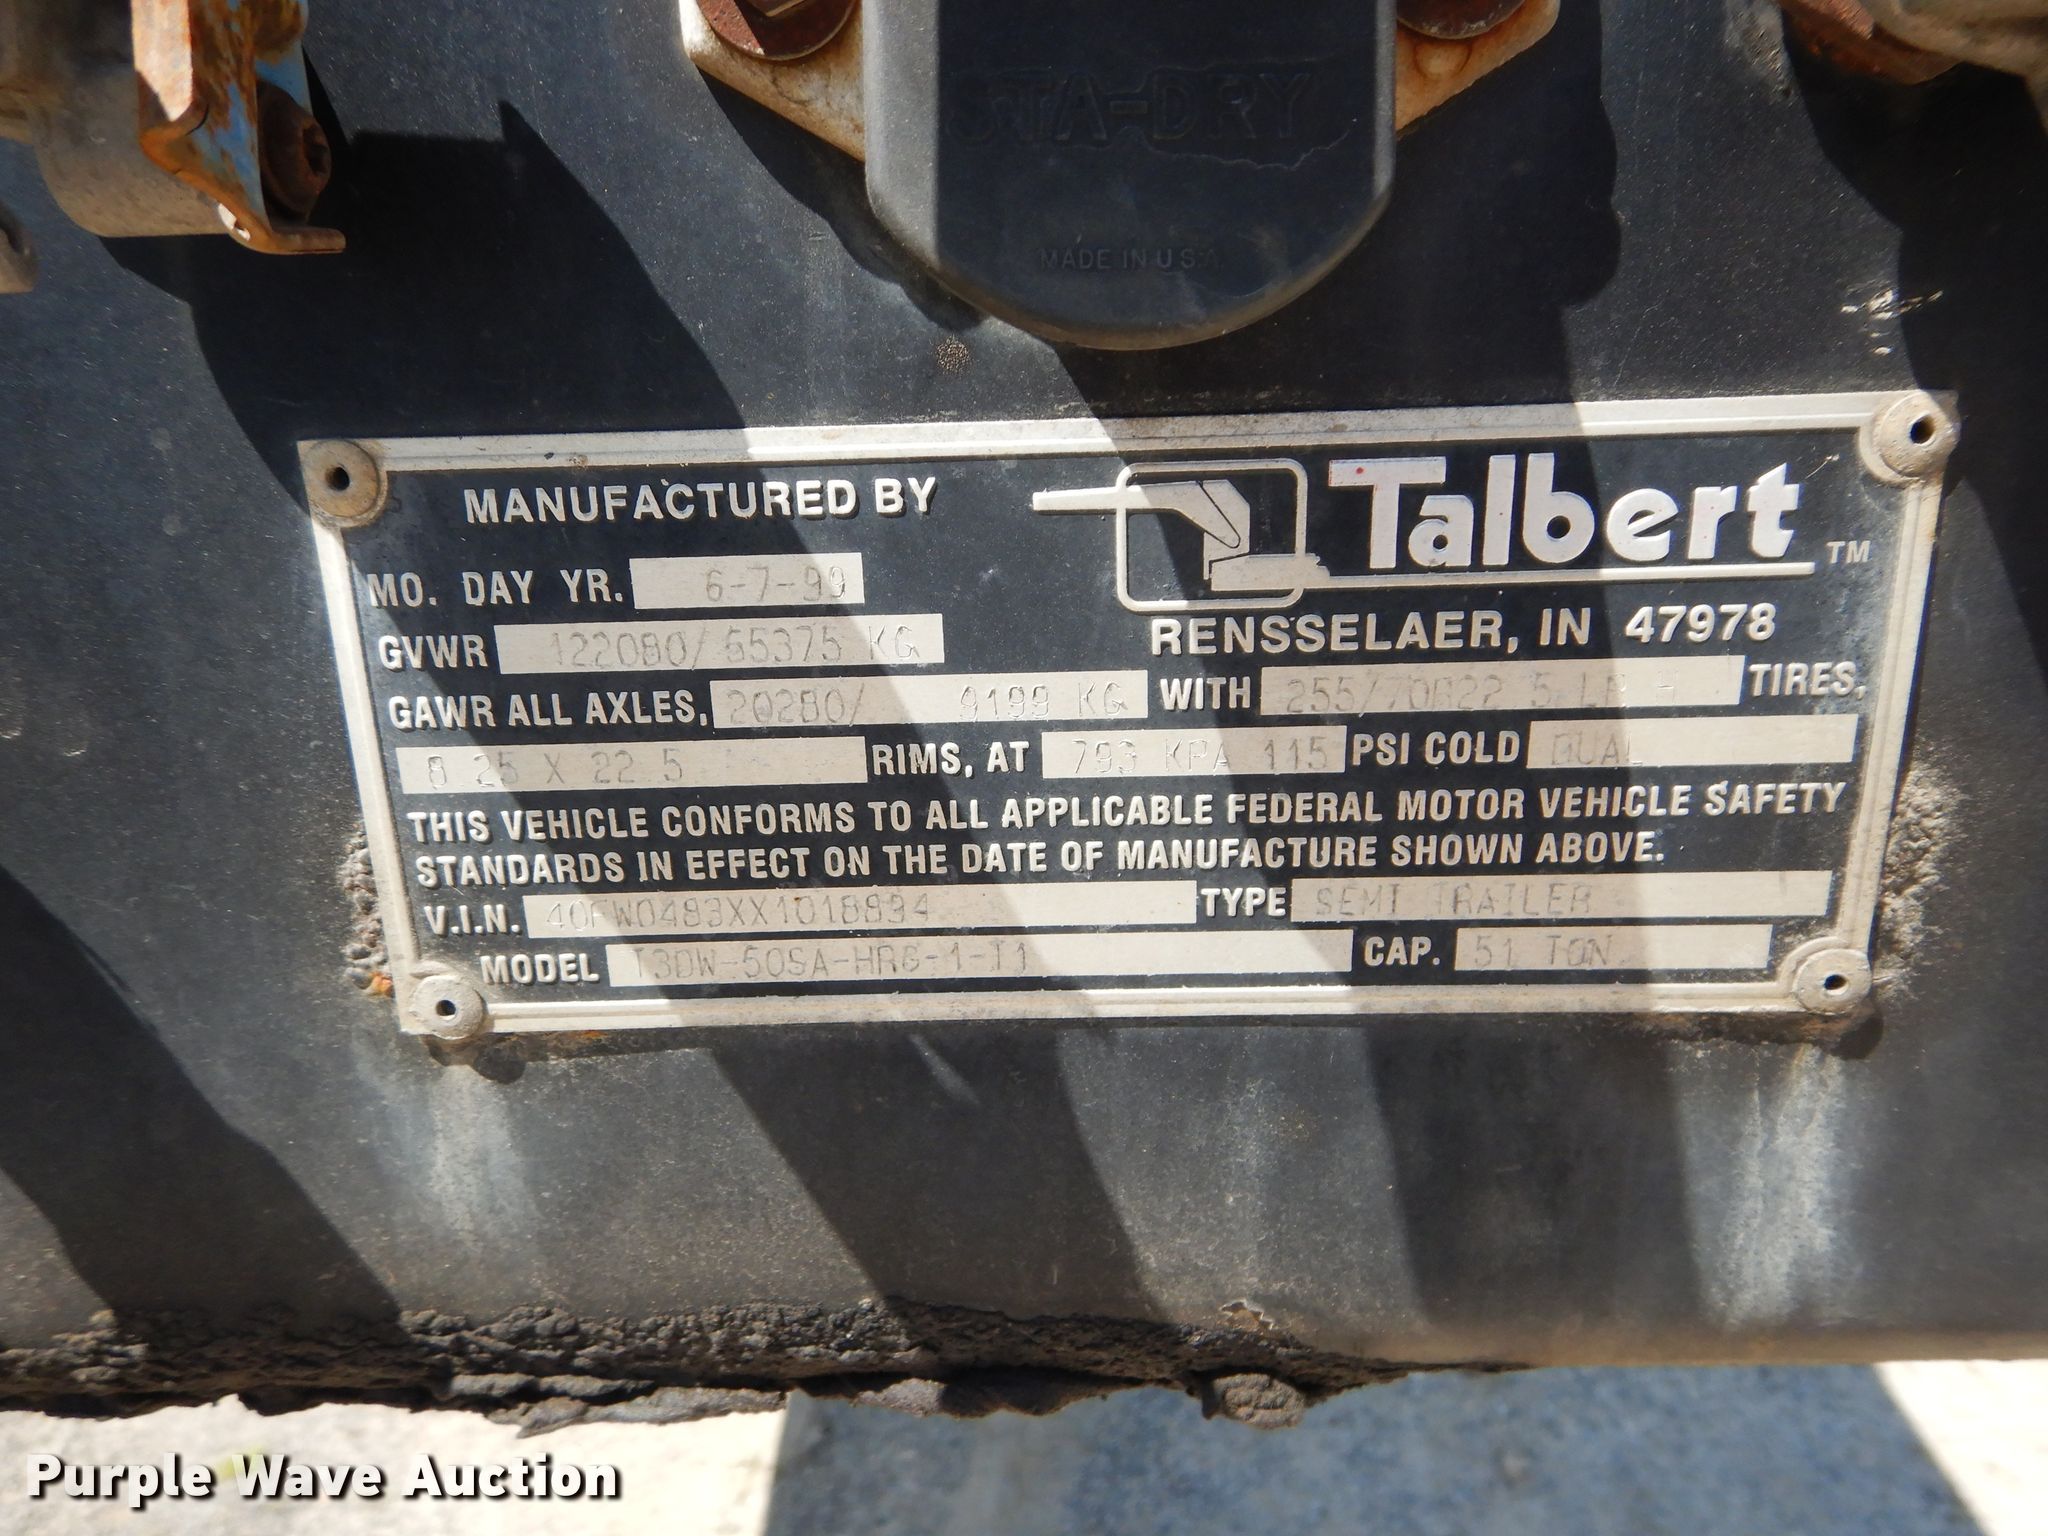 STA-DRY
MADE IN U.S.A.
MANUFACTURED BY Talbert TM
MO. DAY YR. 6-7-99
RENSSELAER, IN 47978
GVWR 122080/55375 KG
GAWR ALL AXLES, 20280/ 9199 KG WITH 255/70R22.5 LR H TIRES,
8.25 X 22.5 RIMS, AT 793 KPA 115 PSI COLD DUAL
THIS VEHICLE CONFORMS TO ALL APPLICABLE FEDERAL MOTOR VEHICLE SAFETY
STANDARDS IN EFFECT ON THE DATE OF MANUFACTURE SHOWN ABOVE.
V.I.N. 40FW0483XX1018894 TYPE SEMI TRAILER
MODEL T3DW-50SA-HRG-1-T1 CAP. 51 TON
Purple Wave Auction